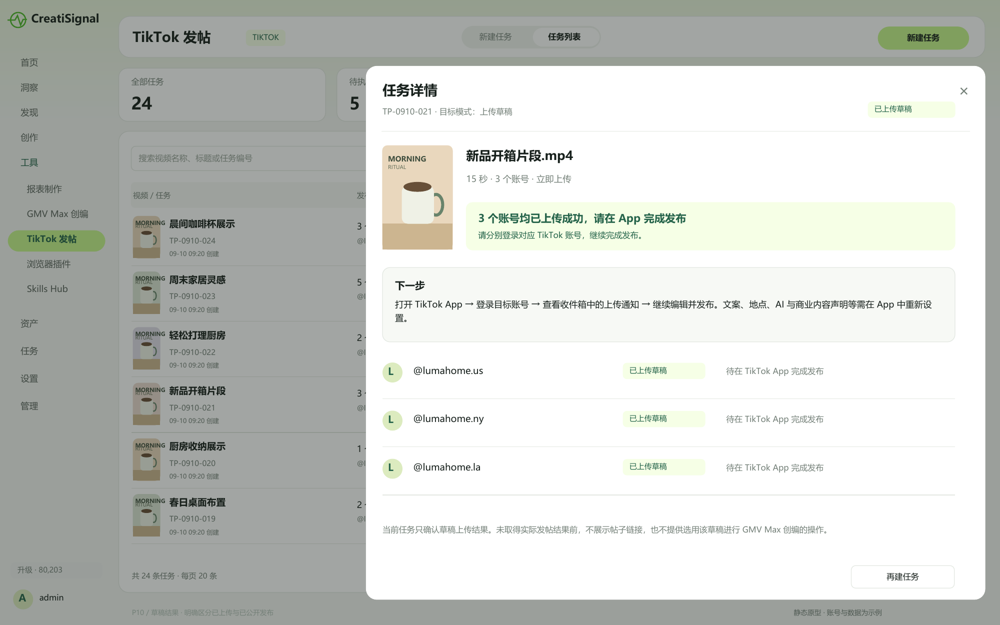 CreatiSignal
首页
洞察
发现
创作
工具
报表制作
GMV Max 创编
TikTok 发帖
浏览器插件
Skills Hub
资产
任务
设置
管理
升级 · 80,203
A
admin
TikTok 发帖
TIKTOK
新建任务
任务列表
新建任务
全部任务
24
待执
5
搜索视频名称、标题或任务编号
视频 / 任务
MORNING
RITUAL
晨间咖啡杯展示
TP-0910-024
09-10 09:20 创建
3
MORNING
RITUAL
周末家居灵感
TP-0910-023
09-10 09:20 创建
5
MORNING
RITUAL
轻松打理厨房
TP-0910-022
09-10 09:20 创建
2
MORNING
RITUAL
新品开箱片段
TP-0910-021
09-10 09:20 创建
3
MORNING
RITUAL
厨房收纳展示
TP-0910-020
09-10 09:20 创建
1
MORNING
RITUAL
春日桌面布置
TP-0910-019
09-10 09:20 创建
2
共 24 条任务 · 每页 20 条
任务详情
×
TP-0910-021 · 目标模式：上传草稿
已上传草稿
MORNING
RITUAL
新品开箱片段.mp4
15 秒 · 3 个账号 · 立即上传
3 个账号均已上传成功，请在 App 完成发布
请分别登录对应 TikTok 账号，继续完成发布。
下一步
打开 TikTok App → 登录目标账号 → 查看收件箱中的上传通知 → 继续编辑并发布。文案、地点、AI 与商业内容声明等需在 App 中重新设
置。
L
@lumahome.us
已上传草稿
待在 TikTok App 完成发布
L
@lumahome.ny
已上传草稿
待在 TikTok App 完成发布
L
@lumahome.la
已上传草稿
待在 TikTok App 完成发布
当前任务只确认草稿上传结果。未取得实际发帖结果前，不展示帖子链接，也不提供选用该草稿进行 GMV Max 创编的操作。
再建任务
P10 / 草稿结果 · 明确区分已上传与已公开发布
静态原型 · 账号与数据为示例